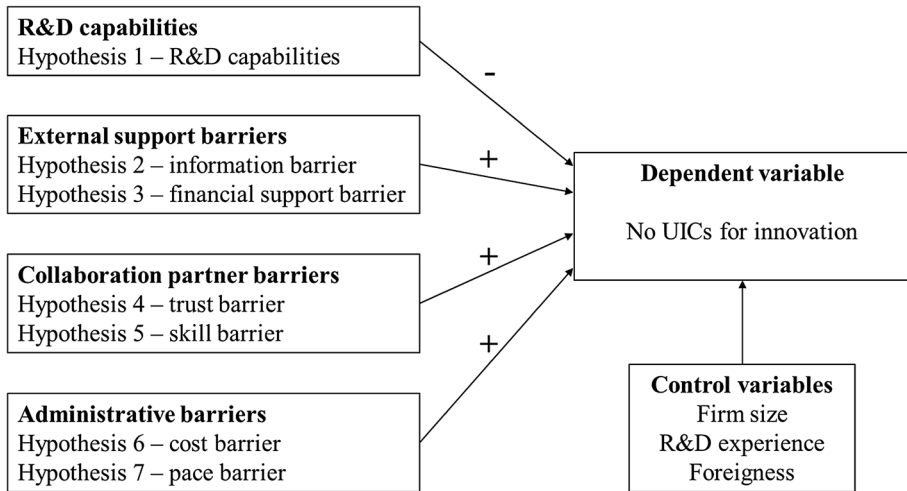 R&D capabilities
Hypothesis 1 – R&D capabilities
-
External support barriers
Hypothesis 2 – information barrier
Hypothesis 3 – financial support barrier
+
Collaboration partner barriers
Hypothesis 4 – trust barrier
Hypothesis 5 – skill barrier
+
Administrative barriers
Hypothesis 6 – cost barrier
Hypothesis 7 – pace barrier
+
Dependent variable
No UICs for innovation
Control variables
Firm size
R&D experience
Foreigness